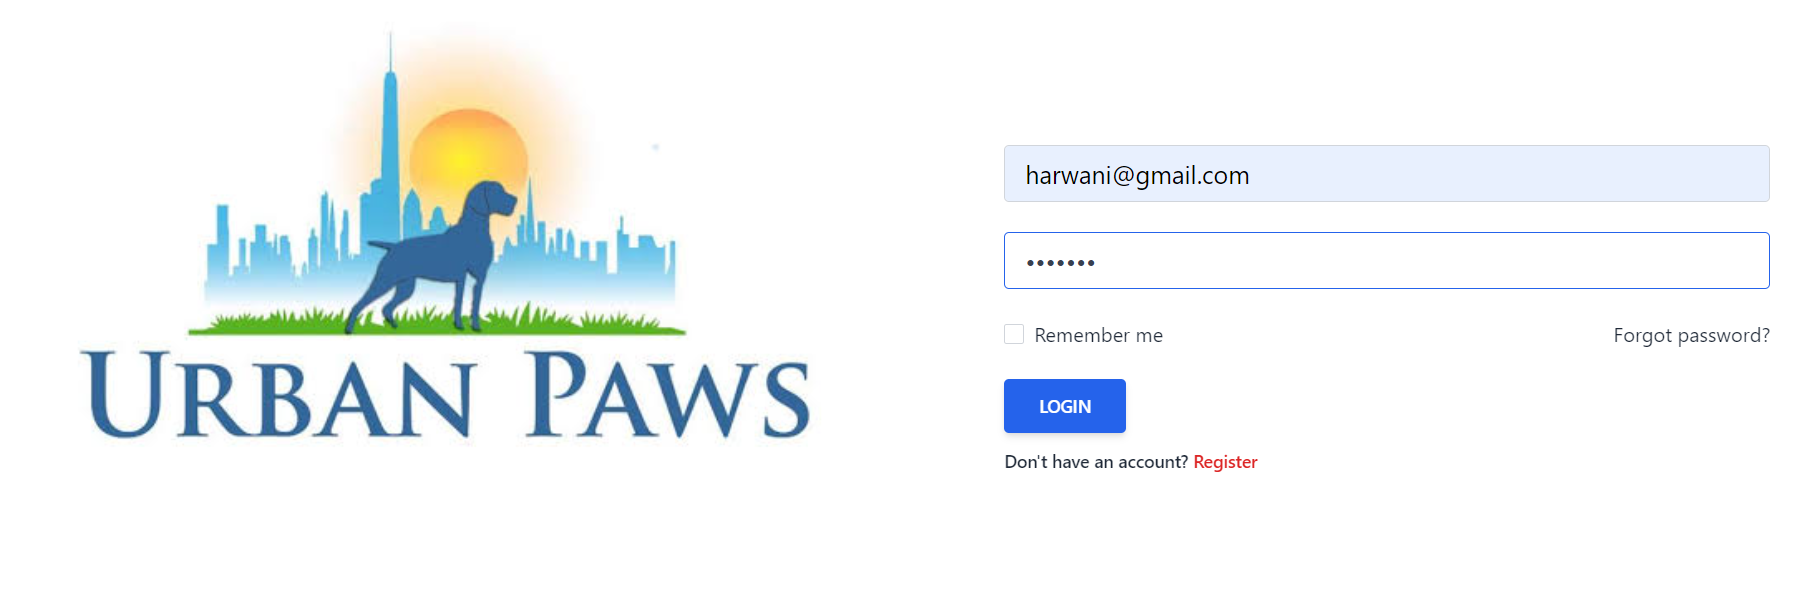 URBAN PAWS
harwani@gmail.com
•••••••
Remember me
Forgot password?
LOGIN
Don't have an account? Register